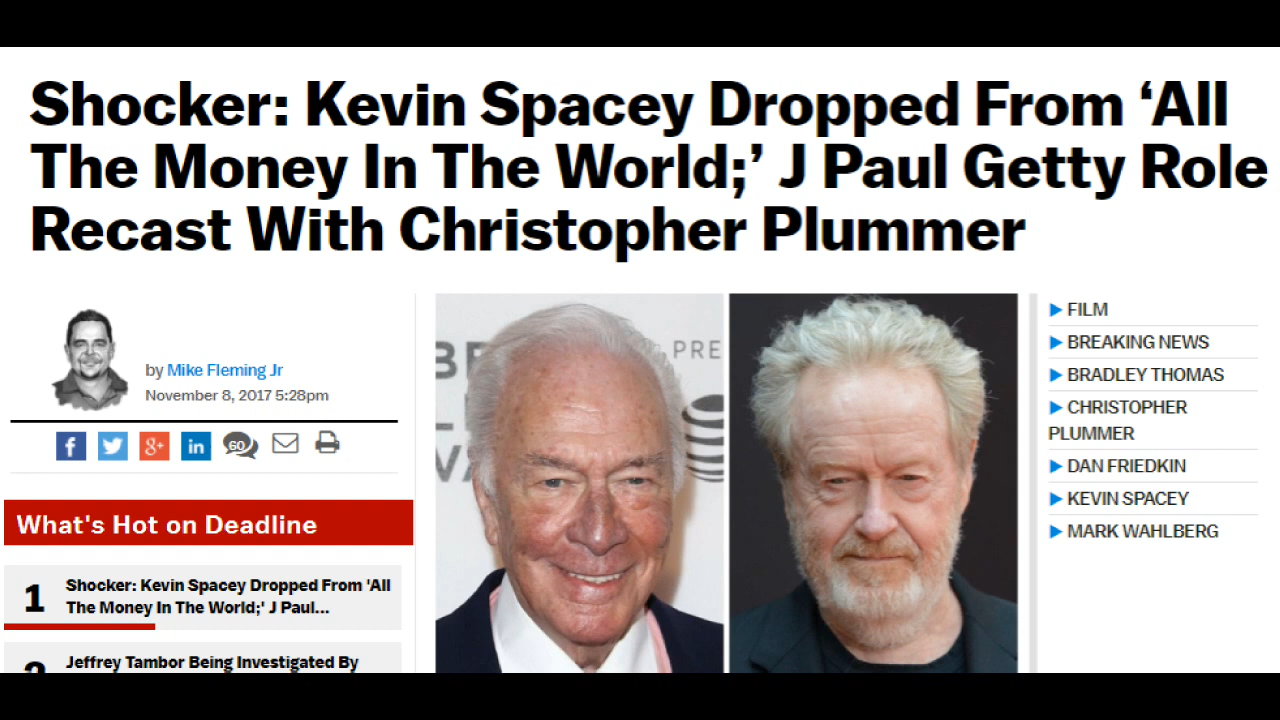 Shocker: Kevin Spacey Dropped From ‘All
The Money In The World;’ J Paul Getty Role
Recast With Christopher Plummer
by Mike Fleming Jr
November 8, 2017 5:28pm
f
g+
in
60
What's Hot on Deadline
1
Shocker: Kevin Spacey Dropped From 'All
The Money In The World;' J Paul...
Jeffrey Tambor Being Investigated By
PRE
FILM
BREAKING NEWS
BRADLEY THOMAS
CHRISTOPHER
PLUMMER
DAN FRIEDKIN
KEVIN SPACEY
MARK WAHLBERG